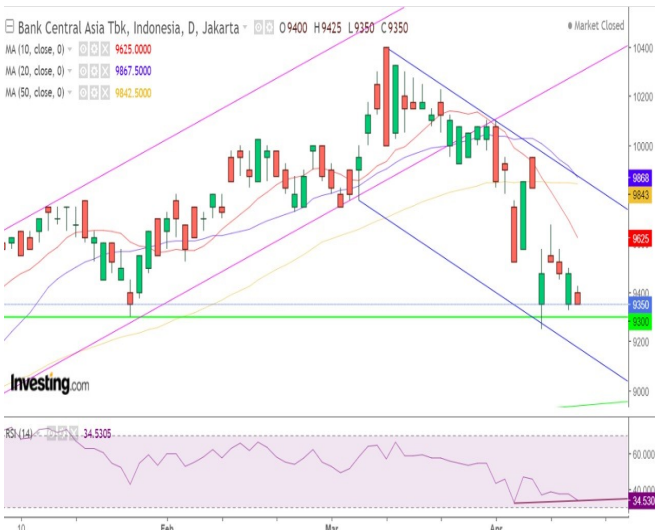 Bank Central Asia Tbk, Indonesia, D, Jakarta O9400 H9425 L9350 C9350
Market Closed
MA (10, close, 0) 9625.0000
MA (20, close, 0) 9867.5000
MA (50, close, 0) 9842.5000
10400
10200
10000
9868
9843
9625
9400
9350
9300
9200
9000
Investing.com
RSI (14) 34.5305
60.0000
40.0000
34.530
10 Feb Mar Apr